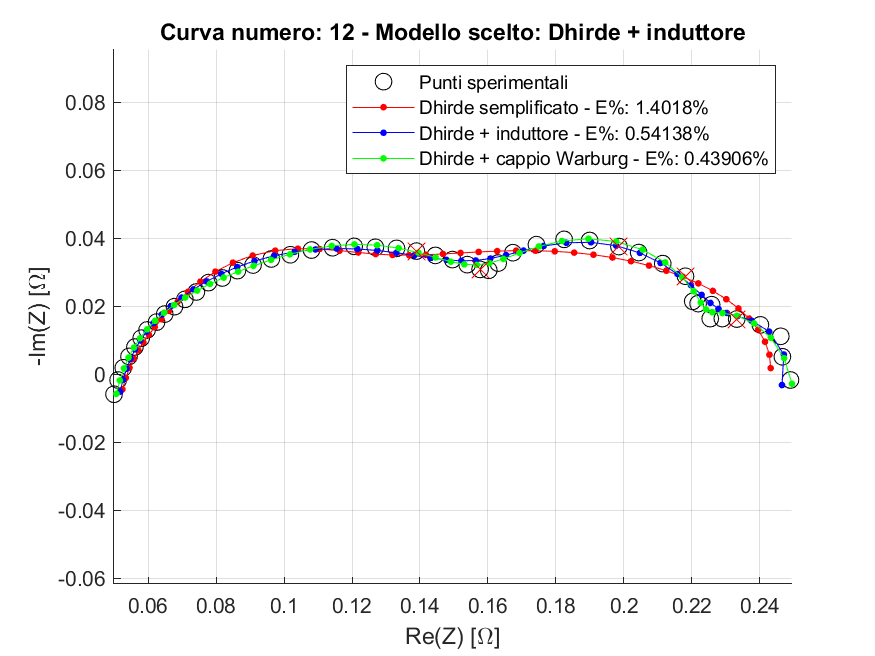 Curva numero: 12 - Modello scelto: Dhirde + induttore
Punti sperimentali
Dhirde semplificato - E%: 1.4018%
Dhirde + induttore - E%: 0.54138%
Dhirde + cappio Warburg - E%: 0.43906%
0.08
0.06
0.04
0.02
0
-0.02
-0.04
-0.06
-Im(Z) [Ω]
0.06 0.08 0.1 0.12 0.14 0.16 0.18 0.2 0.22 0.24
Re(Z) [Ω]